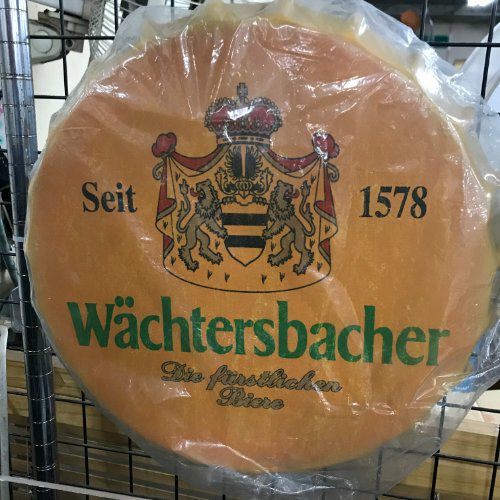 Seit 1578
Wächtersbacher
Die fürstlichen
Biere